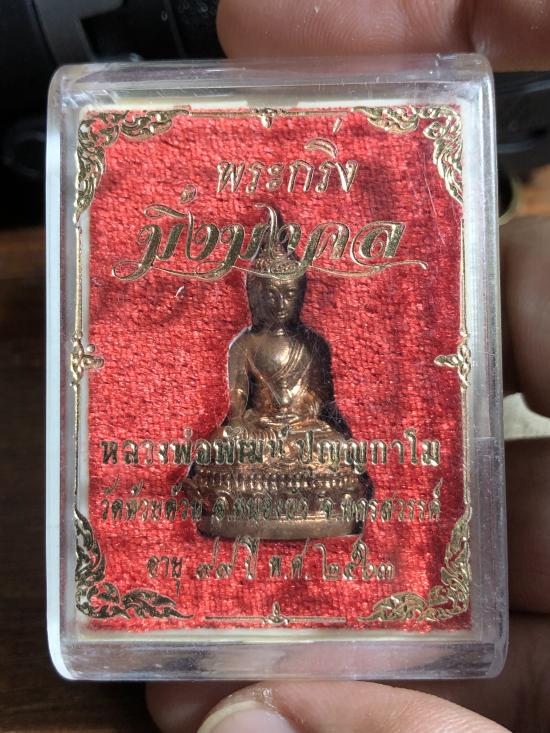 พระกริ่ง
มิ่งมงคล
หลวงพ่อพัฒน์ ปุญญกาโม
วัดห้วยด้วน อ.หนองบัว จ.นครสวรรค์
อายุ ๙๙ ปี พ.ศ. ๒๕๖๓